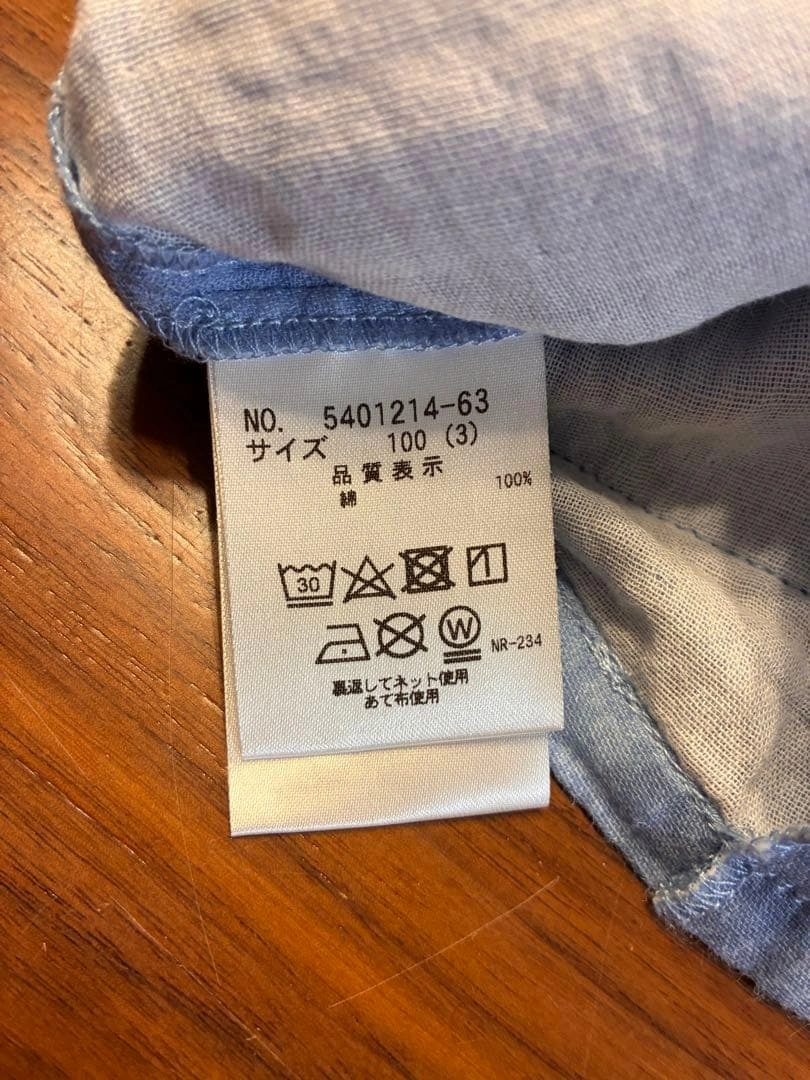 NO. 5401214-63
サイズ 100 (3)
品質表示
綿 100%
30
W NR-234
裏返してネット使用
あて布使用